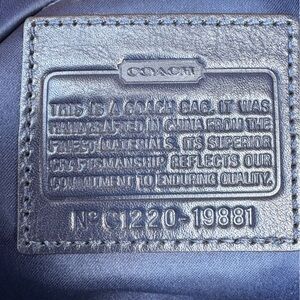 COACH
THIS IS A COACH BAG. IT WAS
HANDCRAFTED IN CHINA FROM THE
FINEST MATERIALS. ITS SUPERIOR
CRAFTSMANSHIP REFLECTS OUR
COMMITMENT TO ENDURING QUALITY.
Nº C1220-19881